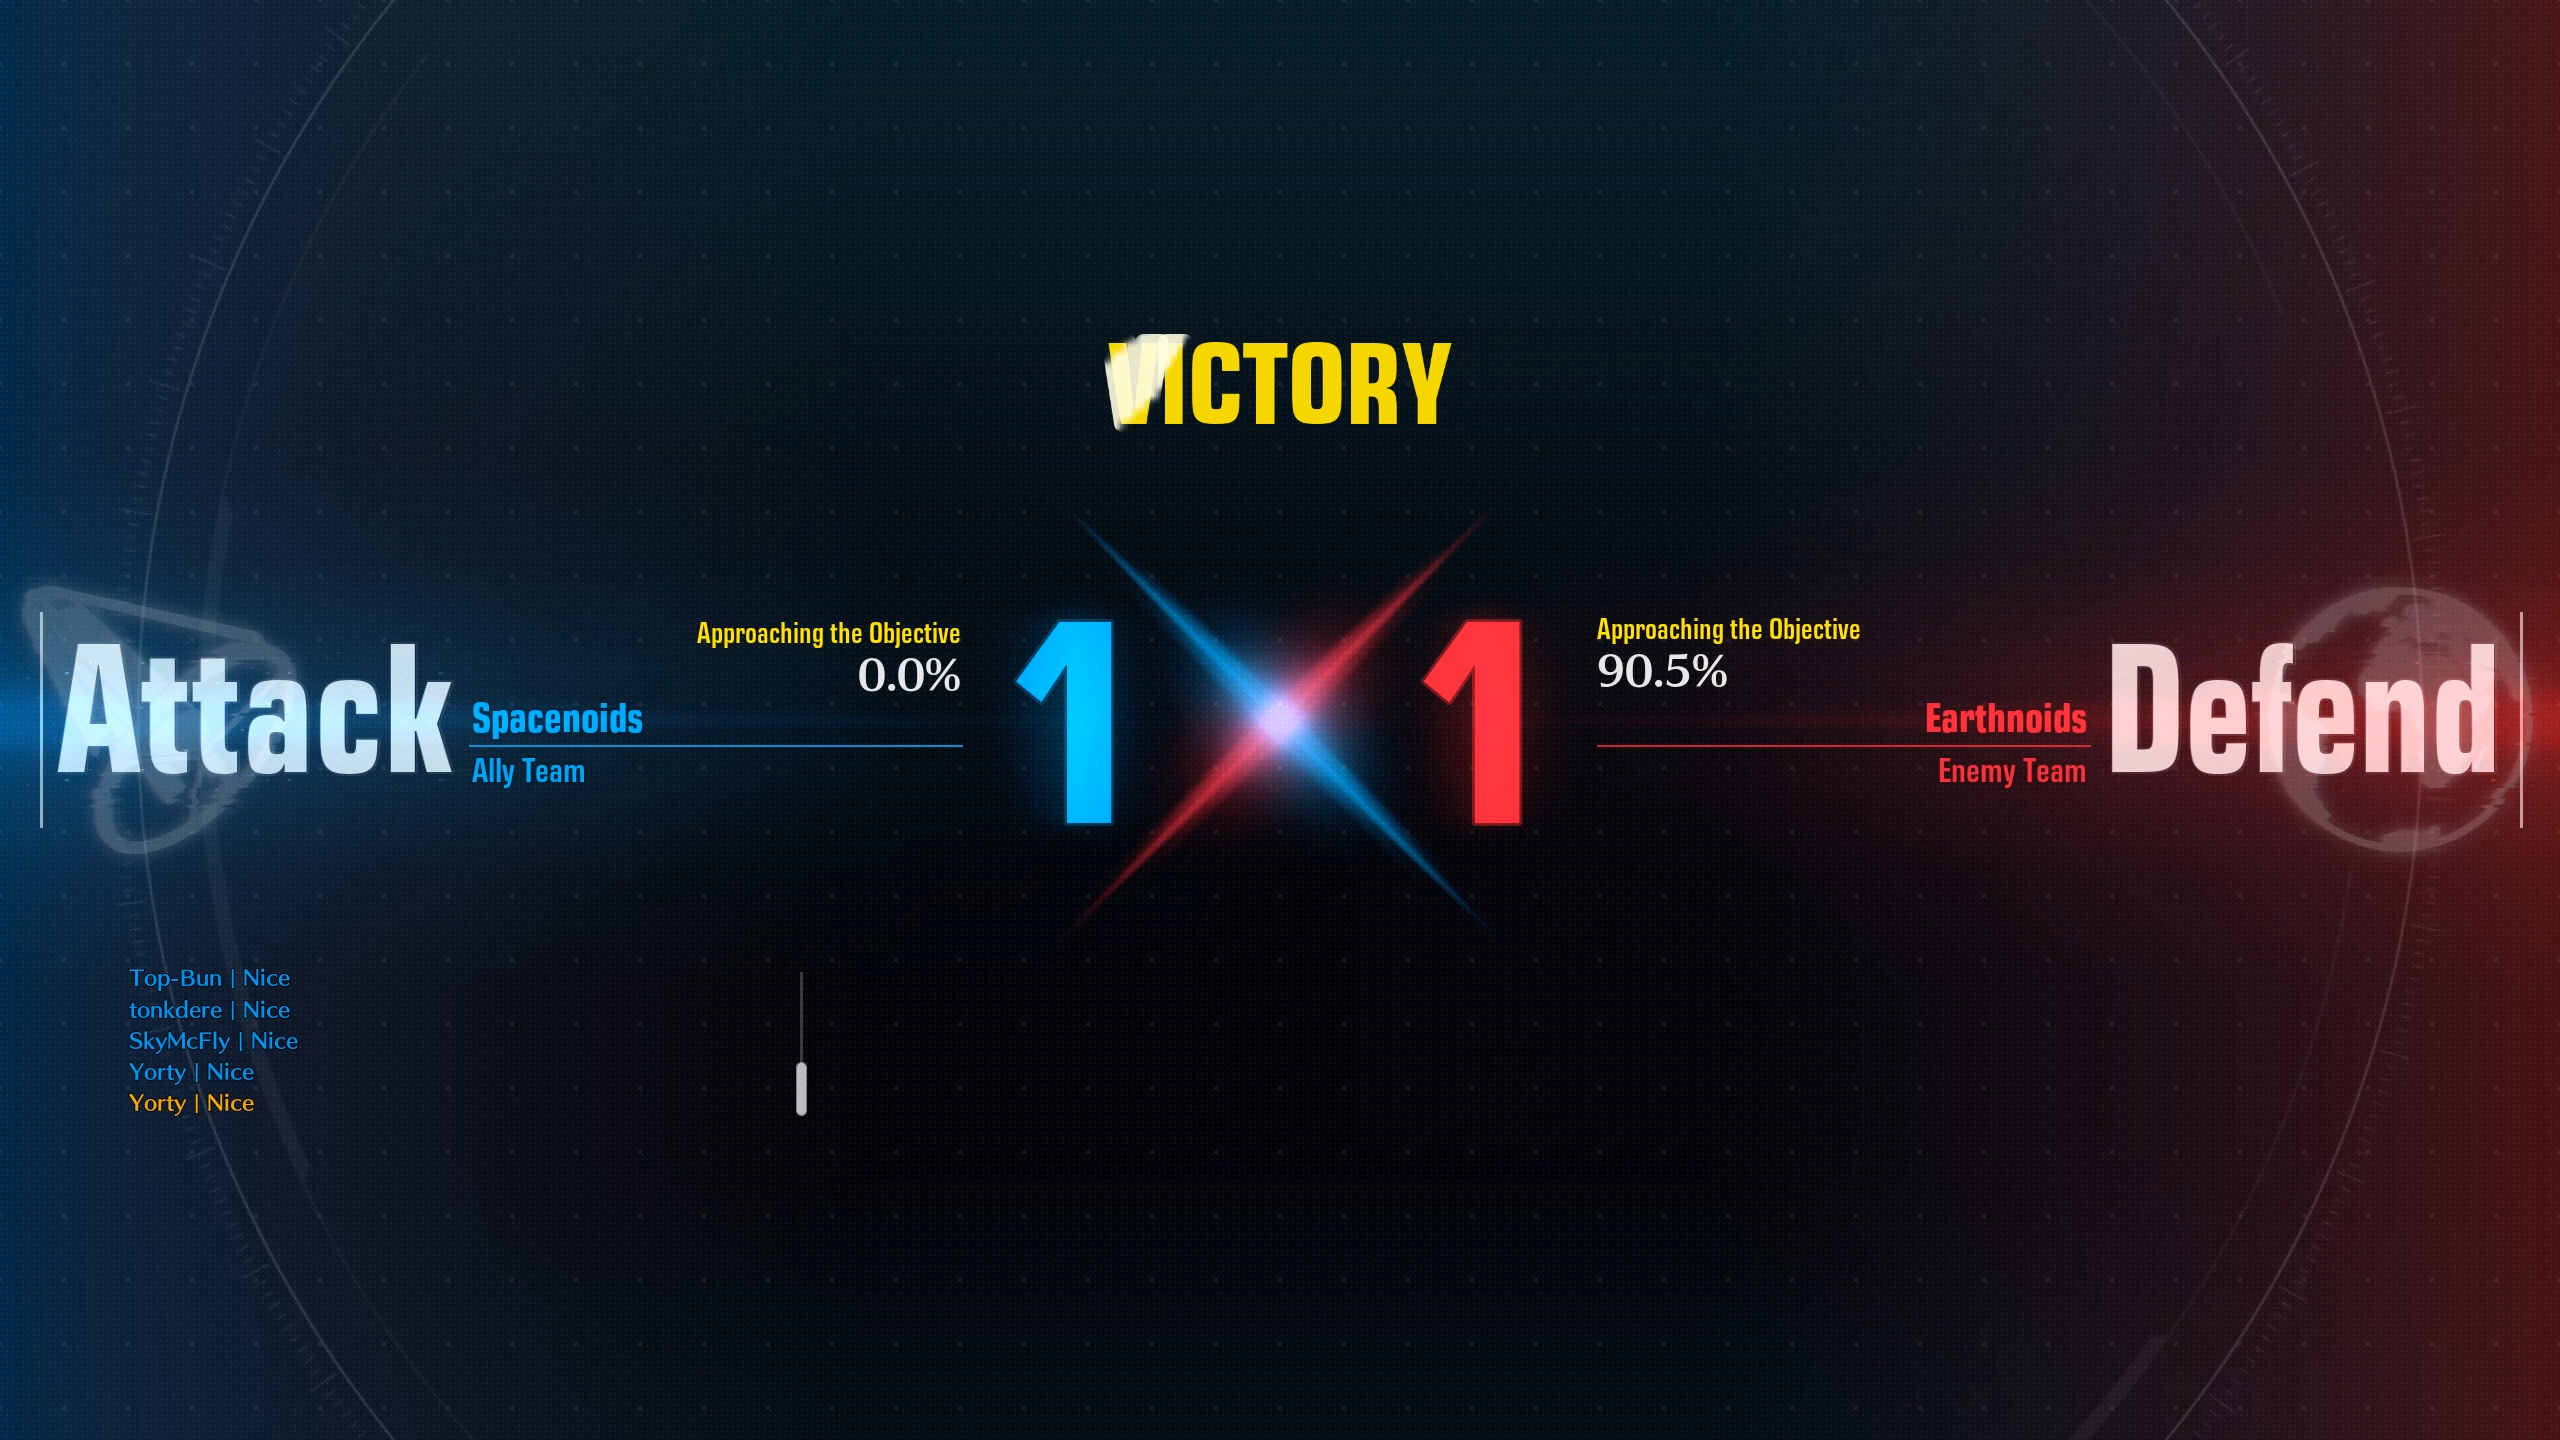 VICTORY
Approaching the Objective
0.0%
1
1
Approaching the Objective
90.5%
Attack
Spacenoids
Ally Team
Earthnoids
Enemy Team
Defend
Top-Bun | Nice
tonkdere | Nice
SkyMcFly | Nice
Yorty | Nice
Yorty | Nice